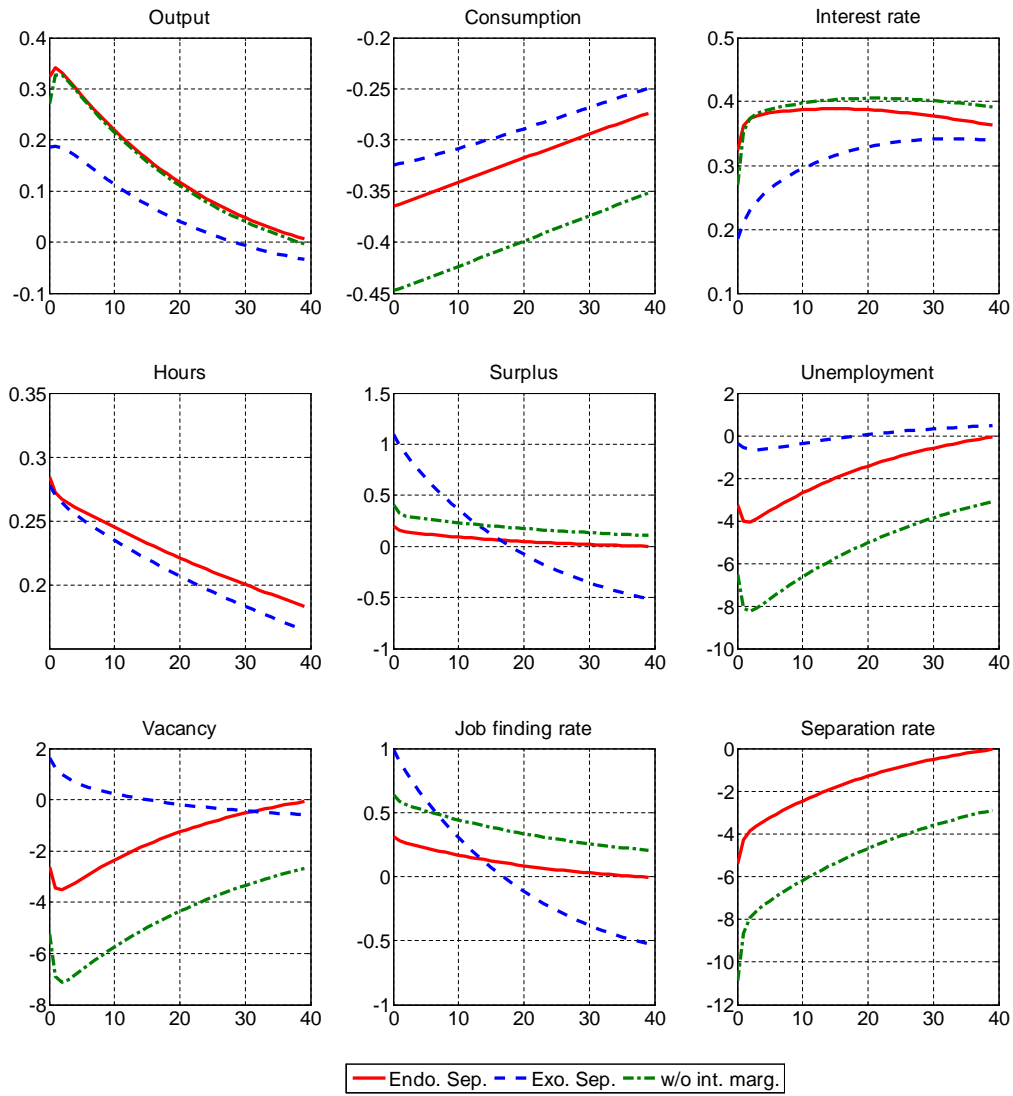 Output Consumption Interest rate
0.4 -0.2 0.5
0.3 -0.25 0.4
0.2 -0.3
0.1 -0.35 0.3
0 -0.4 0.2
-0.1 -0.45 0.1
0 10 20 30 40 0 10 20 30 40 0 10 20 30 40
Hours Surplus Unemployment
0.35 1.5 2
0.3 1 0
0.25 0.5 -2
0.2 0 -4
-0.5 -6
-1 -8
-10
0 10 20 30 40 0 10 20 30 40 0 10 20 30 40
Vacancy Job finding rate Separation rate
2 1 0
0 0.5 -2
-2 0 -4
-4 -0.5 -6
-6 -1 -8
-8 -10
-12
0 10 20 30 40 0 10 20 30 40 0 10 20 30 40
Endo. Sep. Exo. Sep. w/o int. marg.